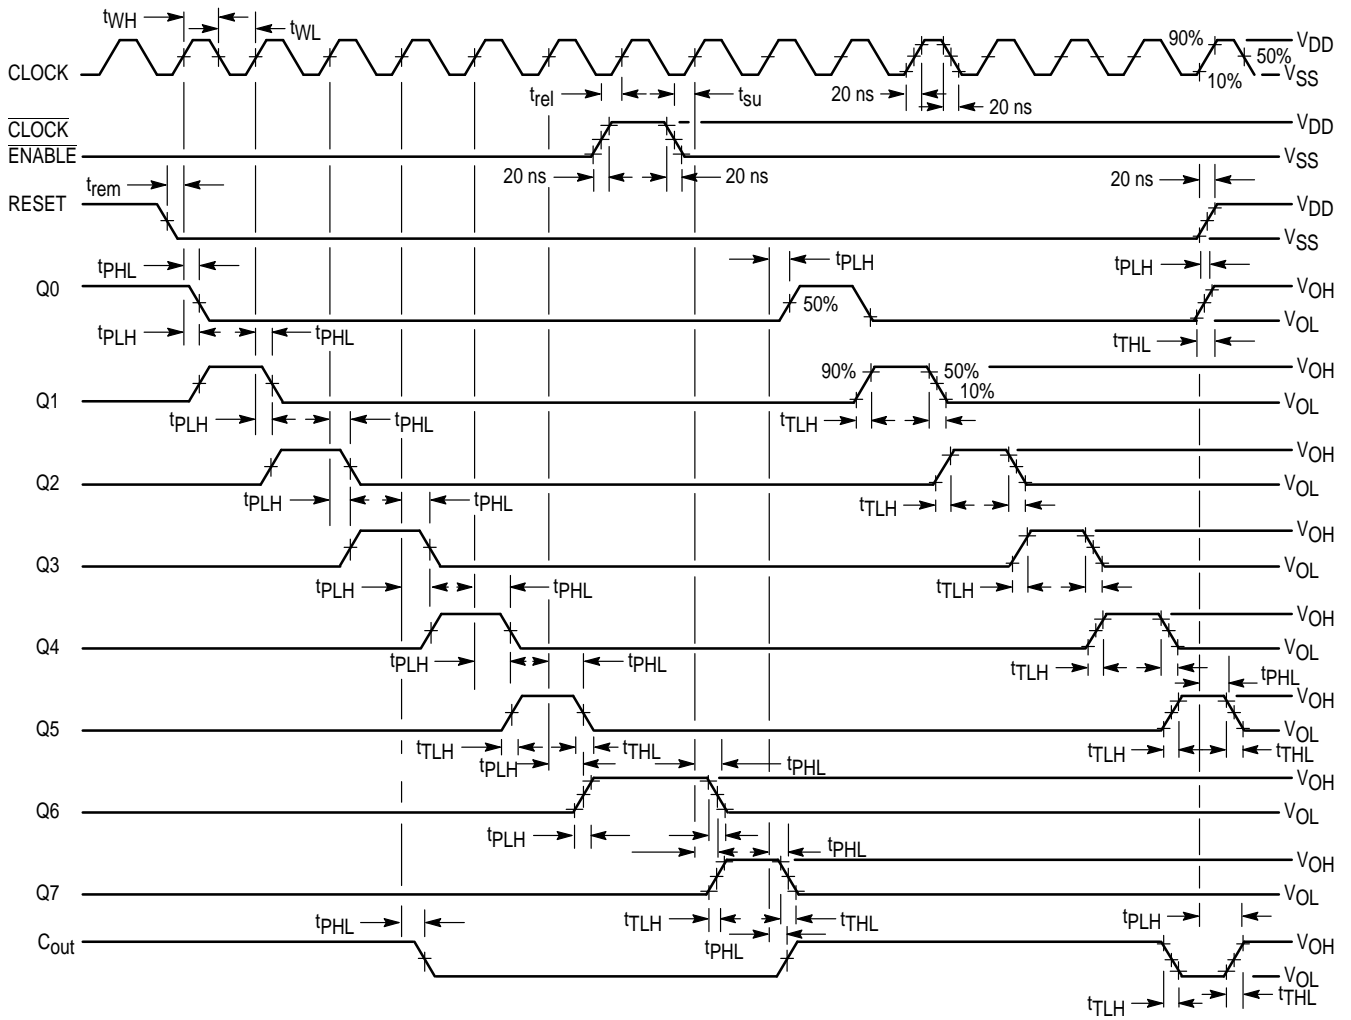 tWH
tWL
90%
VDD
50%
CLOCK
10%
VSS
trel
tsu
20 ns
20 ns
CLOCK
VDD
ENABLE
VSS
20 ns
20 ns
20 ns
trem
RESET
VDD
VSS
tPHL
tPLH
tPLH
Q0
VOH
50%
VOL
tPLH
tPHL
tTHL
90%
50%
VOH
10%
Q1
VOL
tPLH
tPHL
tTLH
VOH
Q2
VOL
tPLH
tPHL
tTLH
VOH
Q3
VOL
tPLH
tPHL
tTLH
Q4
VOH
VOL
tPLH
tPHL
tTLH
tPHL
Q5
VOH
VOL
tTLH
tTHL
tTLH
tTHL
tPLH
tPHL
VOH
Q6
VOL
tPLH
tPHL
VOH
Q7
VOL
tPHL
tTLH
tTHL
tPLH
tPHL
Cout
VOH
VOL
tTLH
tTHL